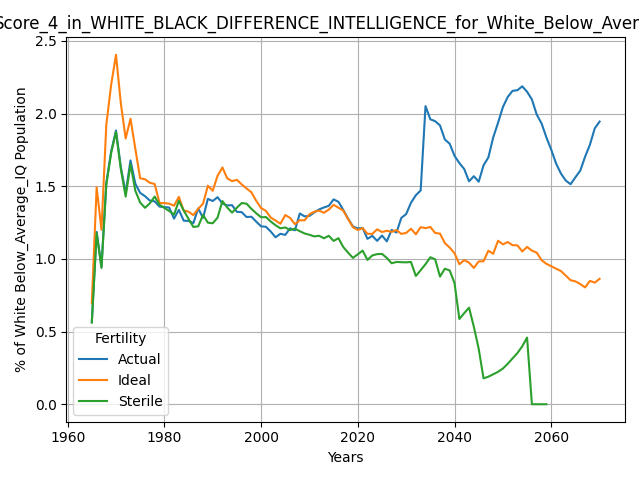 Score_4_in_WHITE_BLACK_DIFFERENCE_INTELLIGENCE_for_White_Below_Aver
% of White Below_Average_IQ Population
2.5
2.0
1.5
1.0
0.5
0.0
Fertility
Actual
Ideal
Sterile
1960 1980 2000 2020 2040 2060
Years